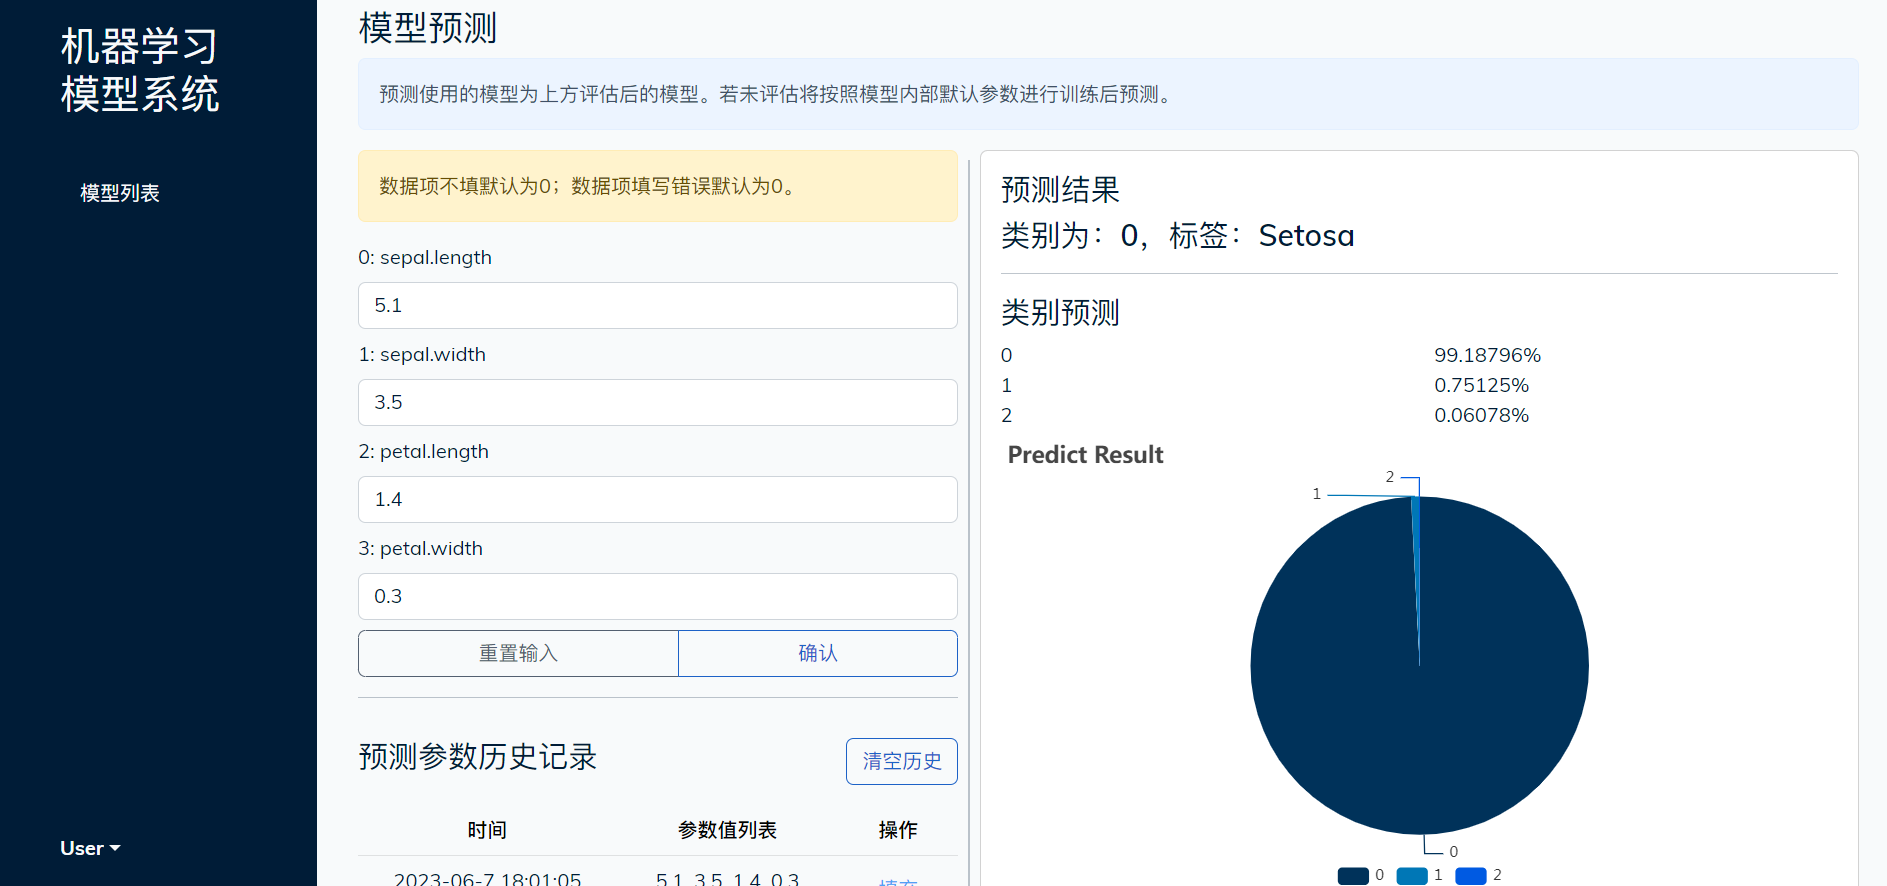 机器学习
模型系统
模型列表
User
模型预测
预测使用的模型为上方评估后的模型。若未评估将按照模型内部默认参数进行训练后预测。
数据项不填默认为0；数据项填写错误默认为0。
0: sepal.length
5.1
1: sepal.width
3.5
2: petal.length
1.4
3: petal.width
0.3
重置输入 确认
预测参数历史记录 清空历史
时间 参数值列表 操作
2023-06-7 18:01:05 5.1, 3.5, 1.4, 0.3 填充
预测结果
类别为：0，标签：Setosa
类别预测
0 99.18796%
1 0.75125%
2 0.06078%
Predict Result
2
1
0
0 1 2